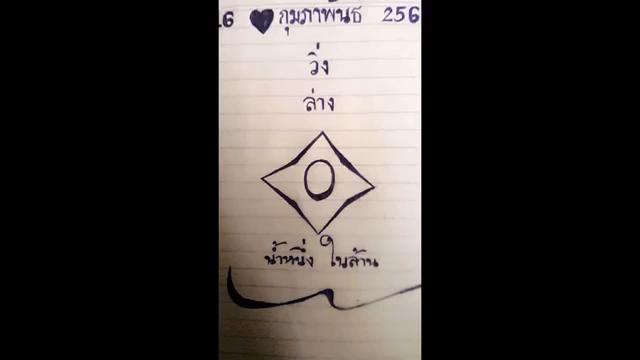 16 ♥ กุมภาพันธ์ 256
วิ่ง
ล่าง
0
น้ำหนึ่ง ในล้าน